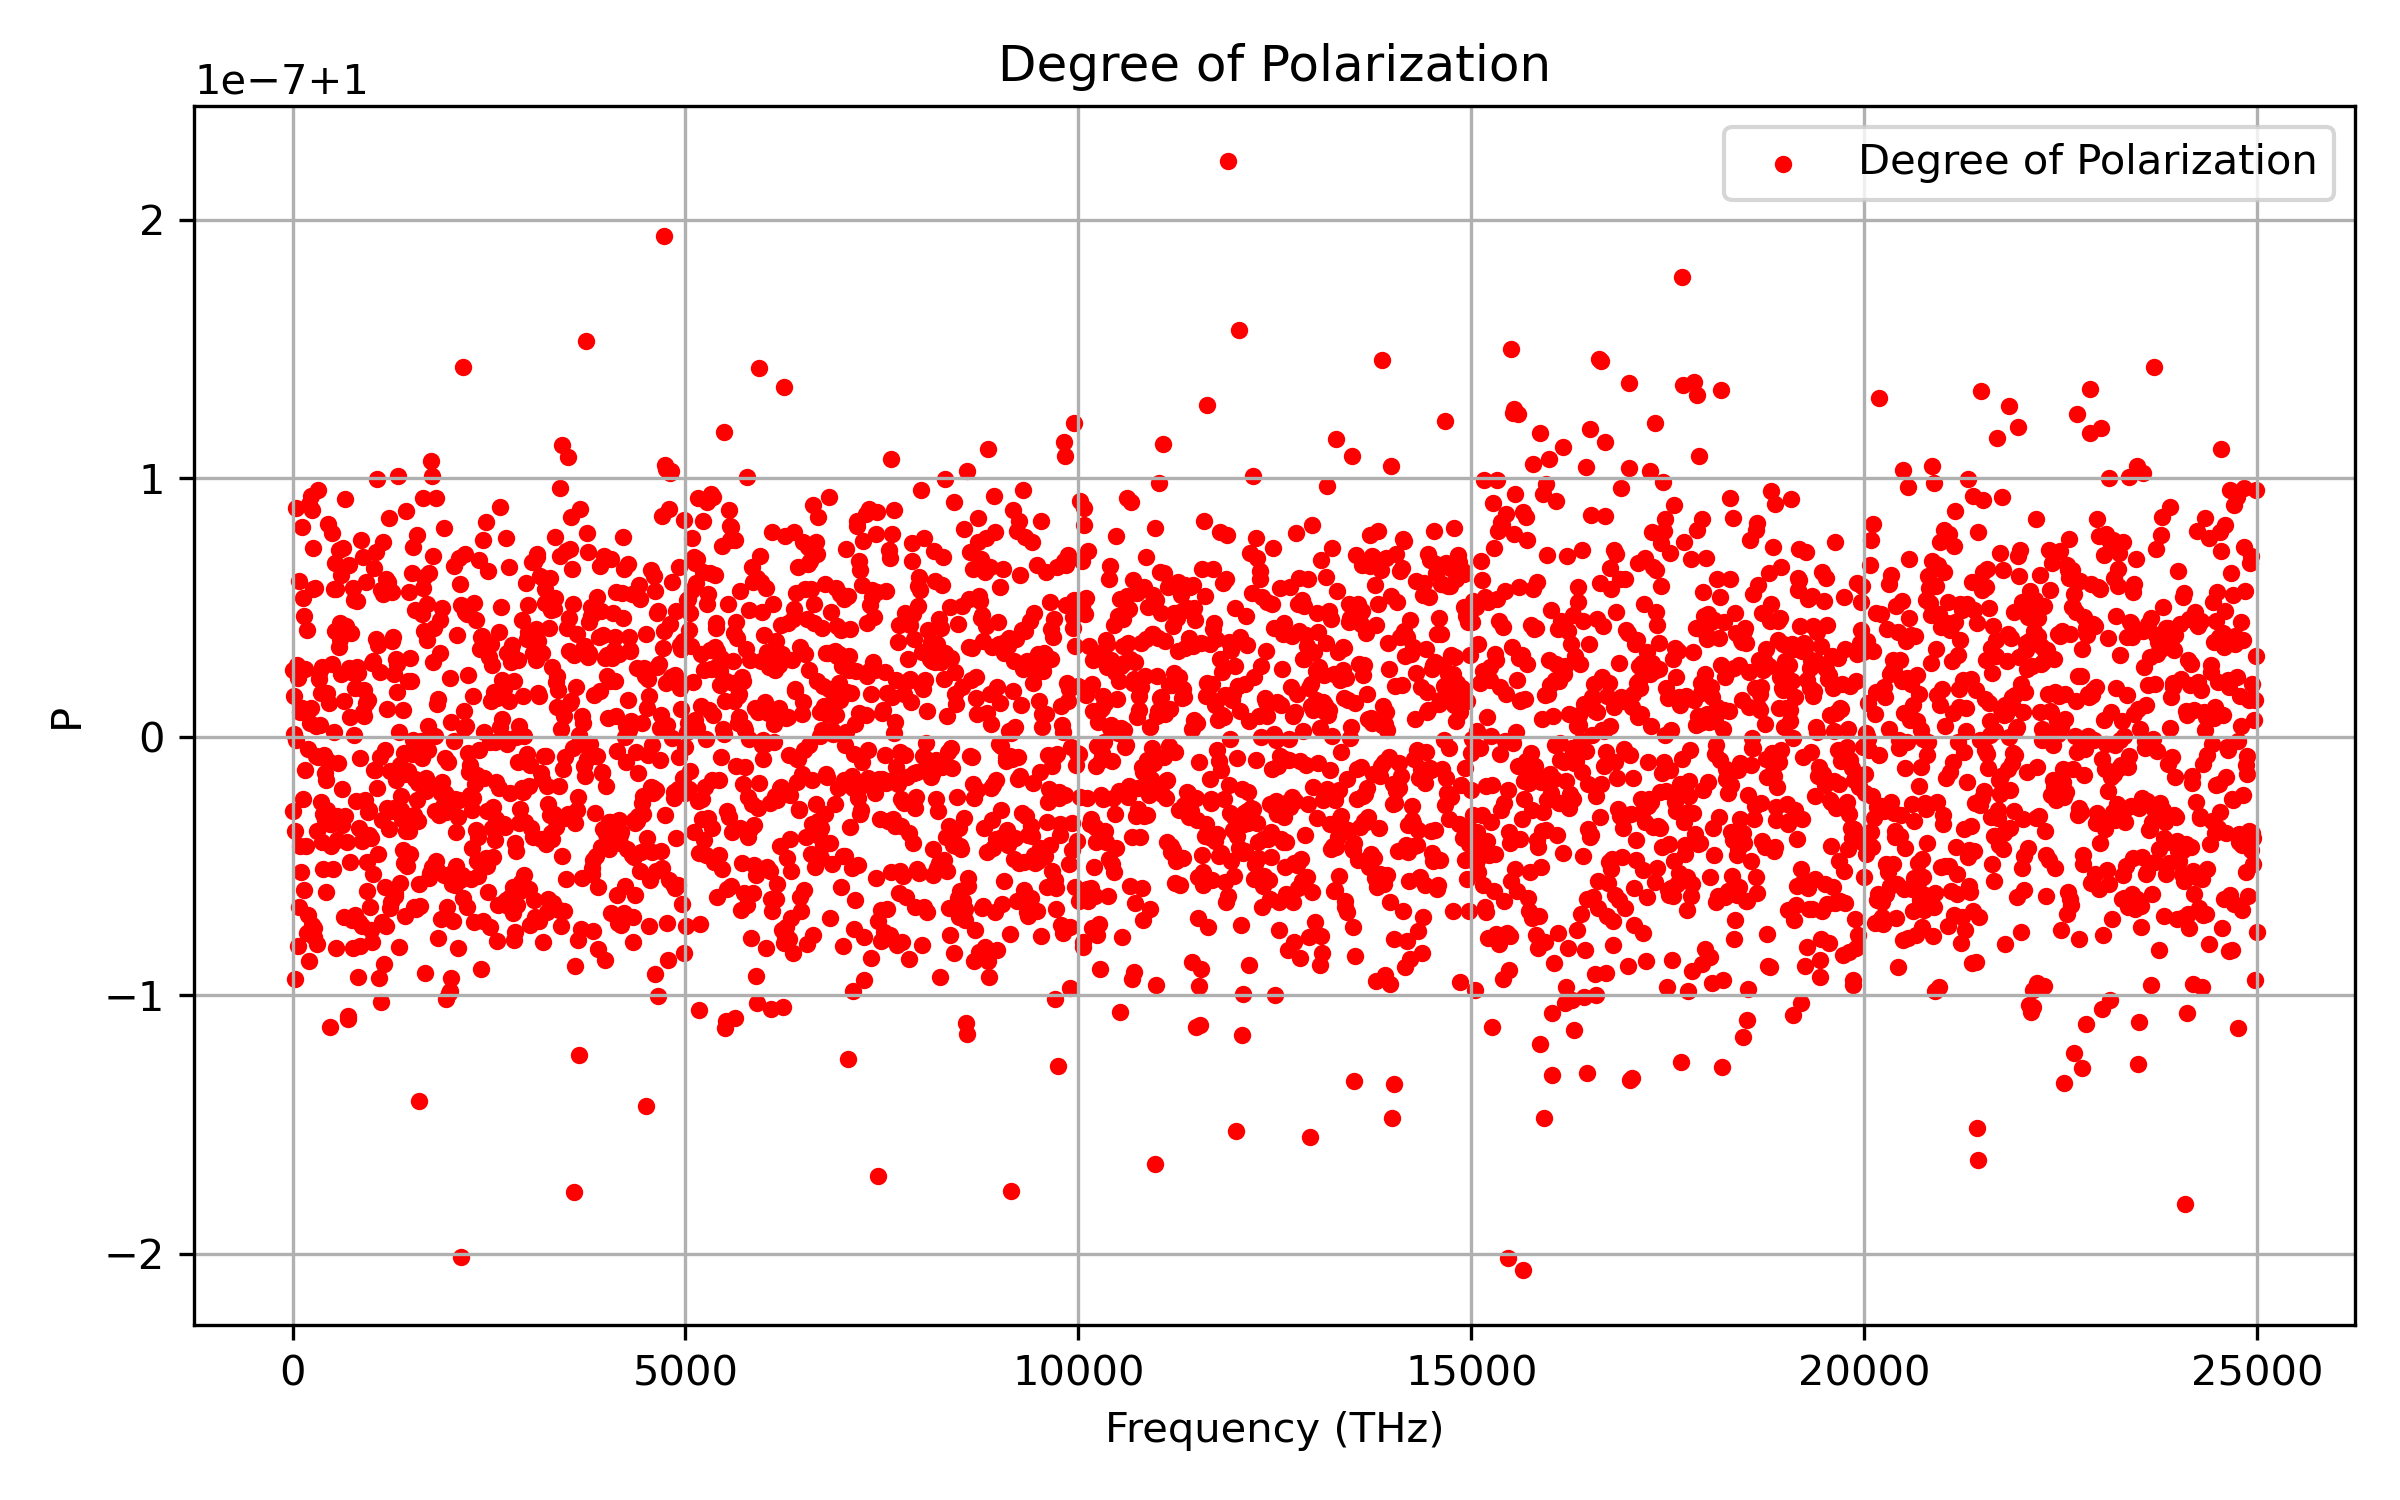 Degree of Polarization
1e−7+1
Degree of Polarization
2
1
0
−1
−2
P
0 5000 10000 15000 20000 25000
Frequency (THz)